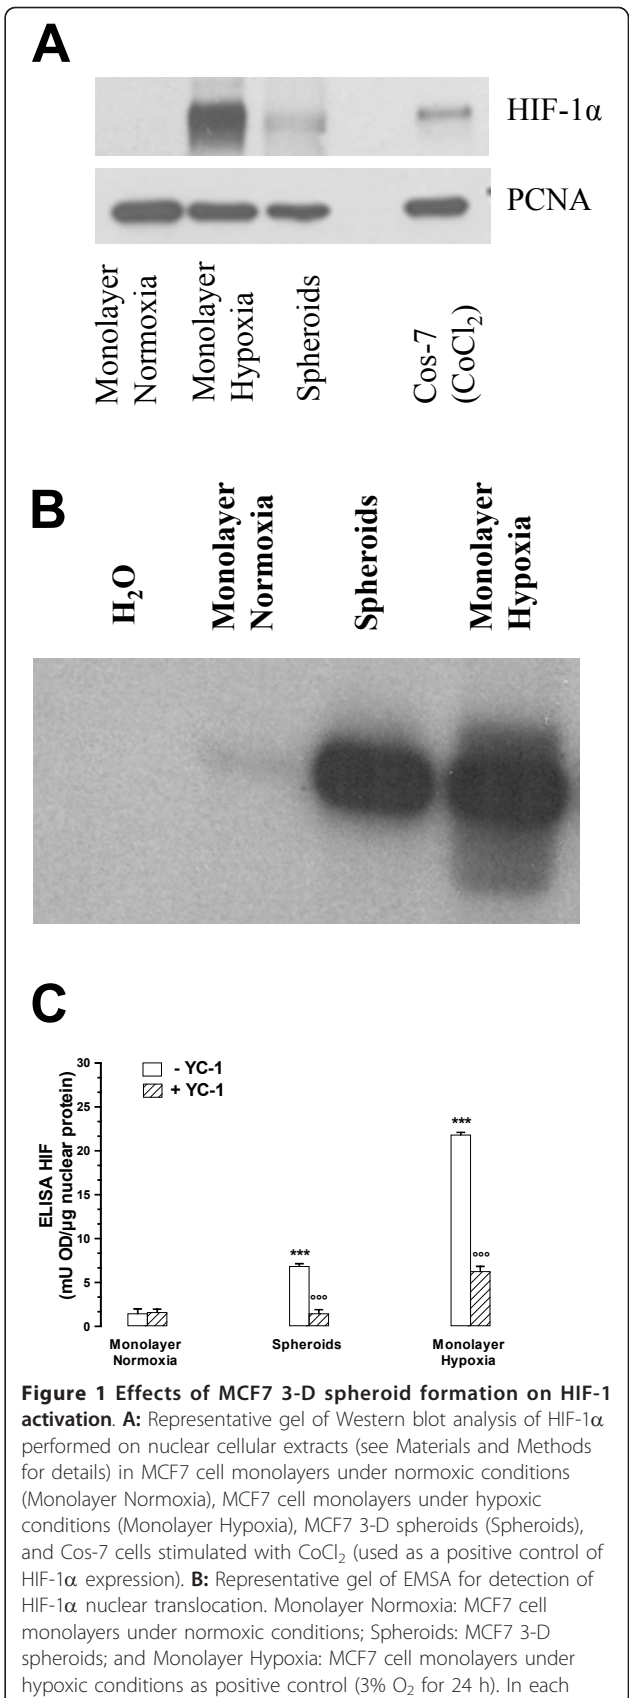 A
HIF-1α
PCNA
Monolayer
Normoxia
Monolayer
Hypoxia
Spheroids
Cos-7
(CoCl₂)
B
H₂O
Monolayer
Normoxia
Spheroids
Monolayer
Hypoxia
C
ELISA HIF
(mU OD/µg nuclear protein)
30
25
20
15
10
5
0
- YC-1
+ YC-1
***
°°°
***
°°°
Monolayer
Normoxia
Spheroids
Monolayer
Hypoxia
Figure 1 Effects of MCF7 3-D spheroid formation on HIF-1
activation. A: Representative gel of Western blot analysis of HIF-1α
performed on nuclear cellular extracts (see Materials and Methods
for details) in MCF7 cell monolayers under normoxic conditions
(Monolayer Normoxia), MCF7 cell monolayers under hypoxic
conditions (Monolayer Hypoxia), MCF7 3-D spheroids (Spheroids),
and Cos-7 cells stimulated with CoCl₂ (used as a positive control of
HIF-1α expression). B: Representative gel of EMSA for detection of
HIF-1α nuclear translocation. Monolayer Normoxia: MCF7 cell
monolayers under normoxic conditions; Spheroids: MCF7 3-D
spheroids; and Monolayer Hypoxia: MCF7 cell monolayers under
hypoxic conditions as positive control (3% O₂ for 24 h). In each